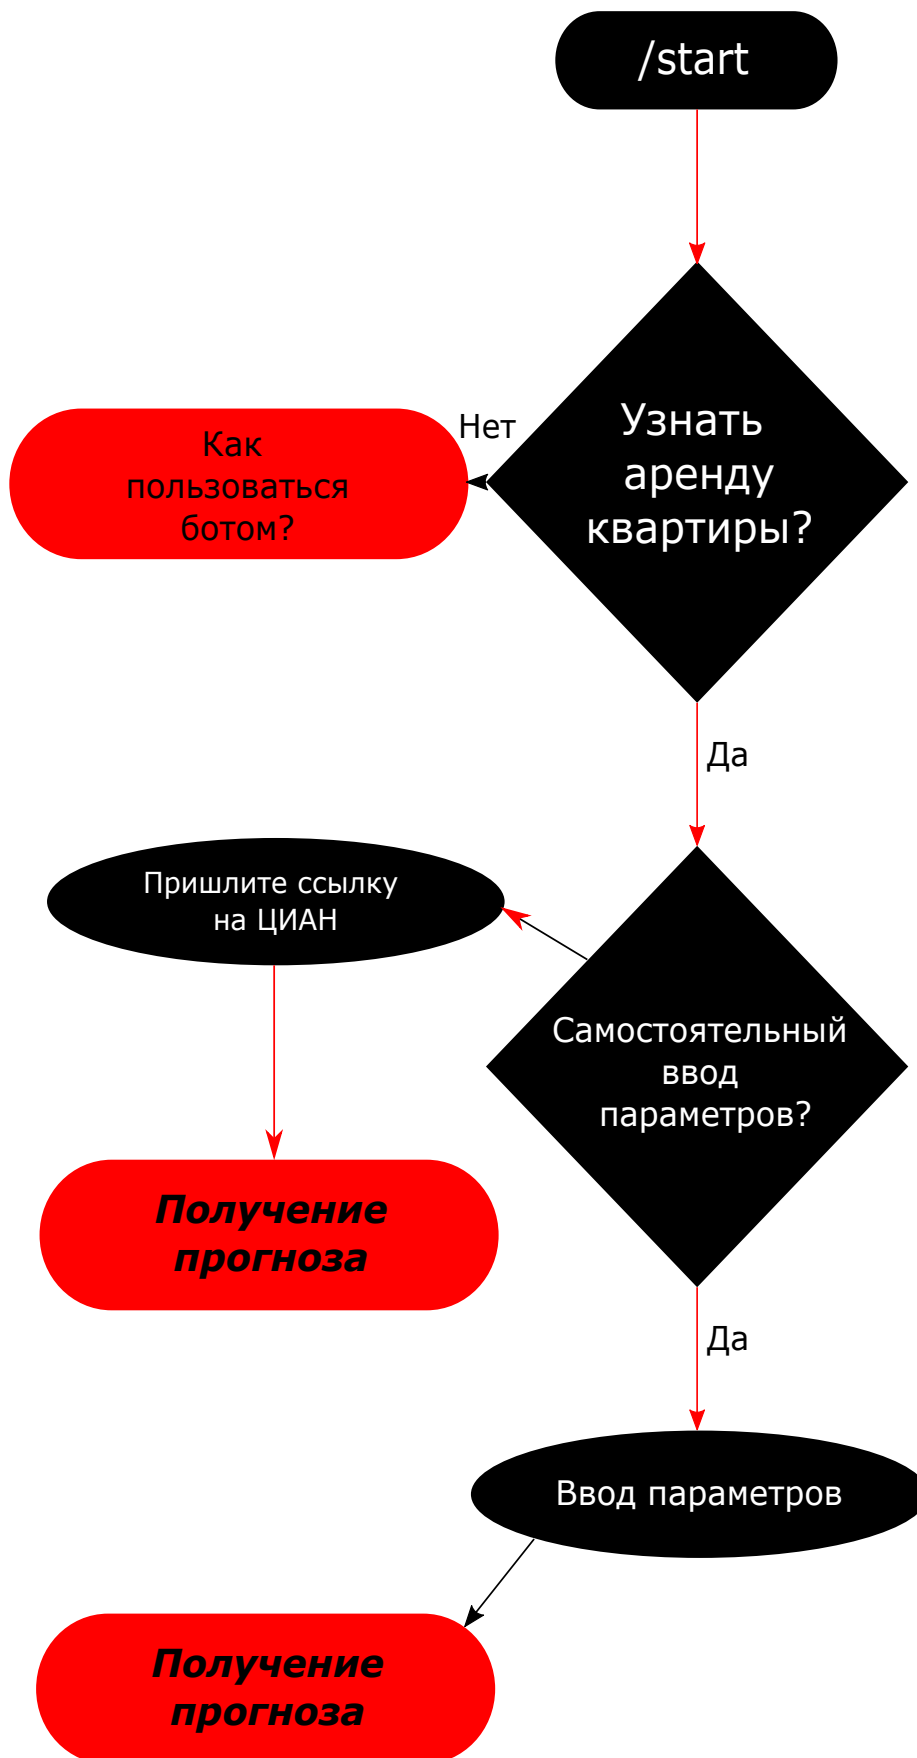 /start
Нет
Узнать
аренду
квартиры?
Как
пользоваться
ботом?
Да
Пришлите ссылку
на ЦИАН
Самостоятельный
ввод
параметров?
Получение
прогноза
Да
Ввод параметров
Получение
прогноза